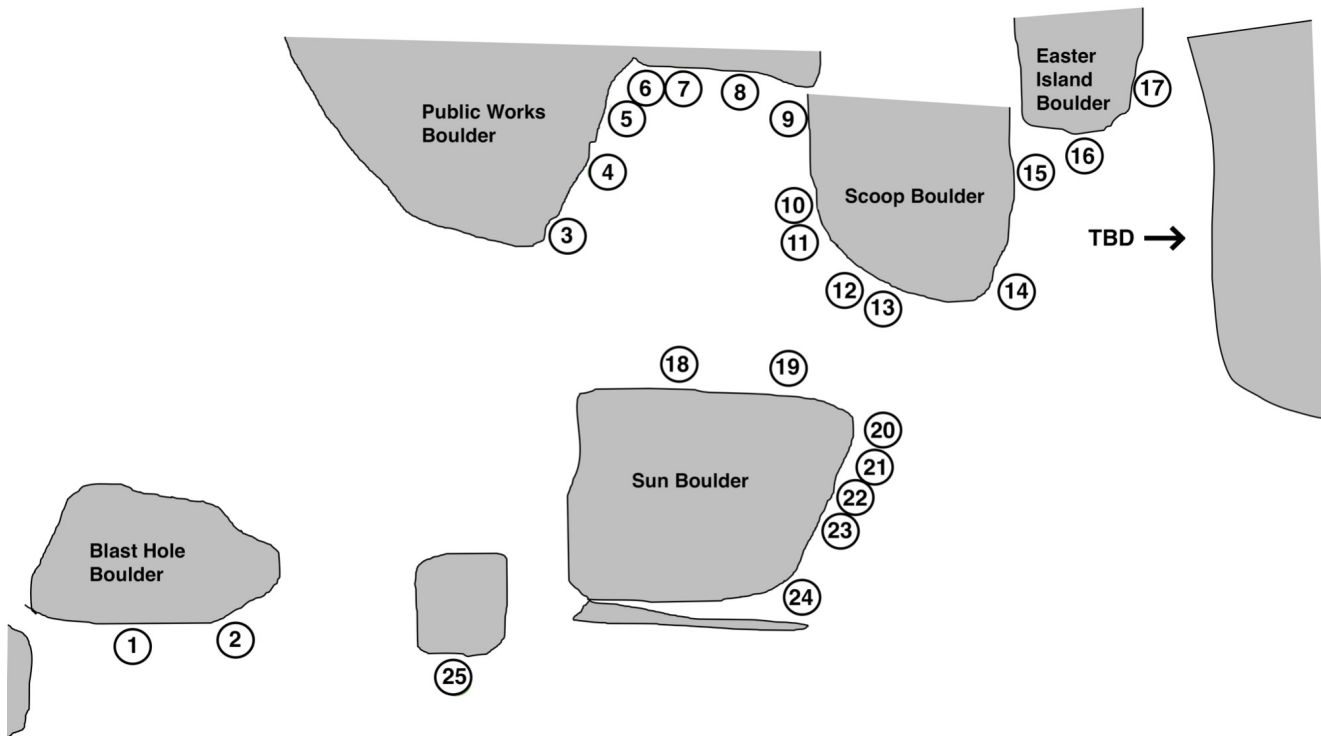 Public Works
Boulder
Easter
Island
Boulder
Scoop Boulder
TBD →
Sun Boulder
Blast Hole
Boulder
1
2
3
4
5
6
7
8
9
10
11
12
13
14
15
16
17
18
19
20
21
22
23
24
25